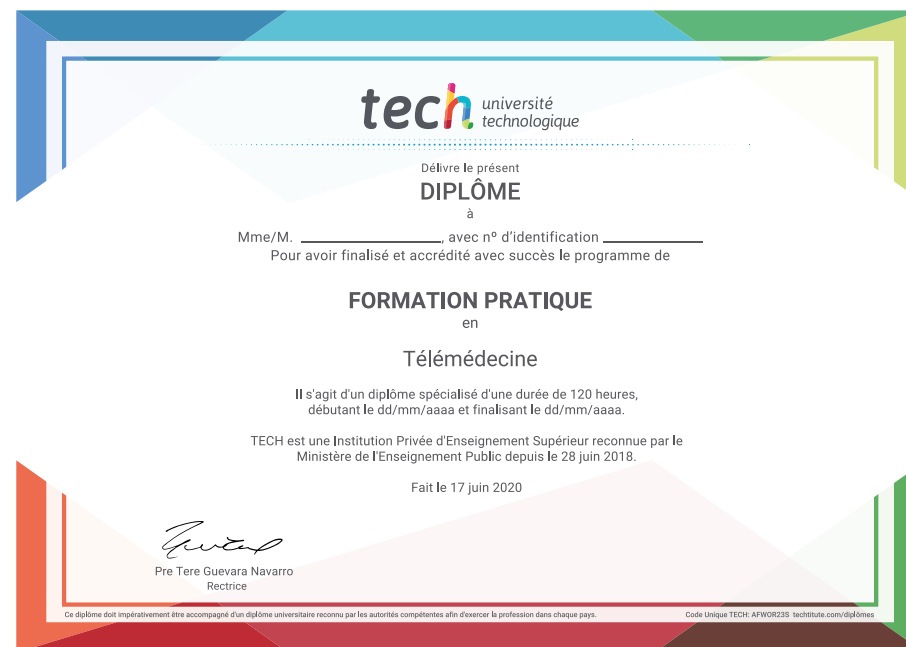 tech université
technologique
Délivre le présent
DIPLÔME
à
Mme/M. ____________________, avec nº d'identification ______________
Pour avoir finalisé et accrédité avec succès le programme de
FORMATION PRATIQUE
en
Télémédecine
Il s'agit d'un diplôme spécialisé d'une durée de 120 heures,
débutant le dd/mm/aaaa et finalisant le dd/mm/aaaa.
TECH est une Institution Privée d'Enseignement Supérieur reconnue par le
Ministère de l'Enseignement Public depuis le 28 juin 2018.
Fait le 17 juin 2020
Pre Tere Guevara Navarro
Rectrice
Ce diplôme doit impérativement être accompagné d'un diplôme universitaire reconnu par les autorités compétentes afin d'exercer la profession dans chaque pays.
Code Unique TECH: AFWOR23S techtitute.com/diplômes